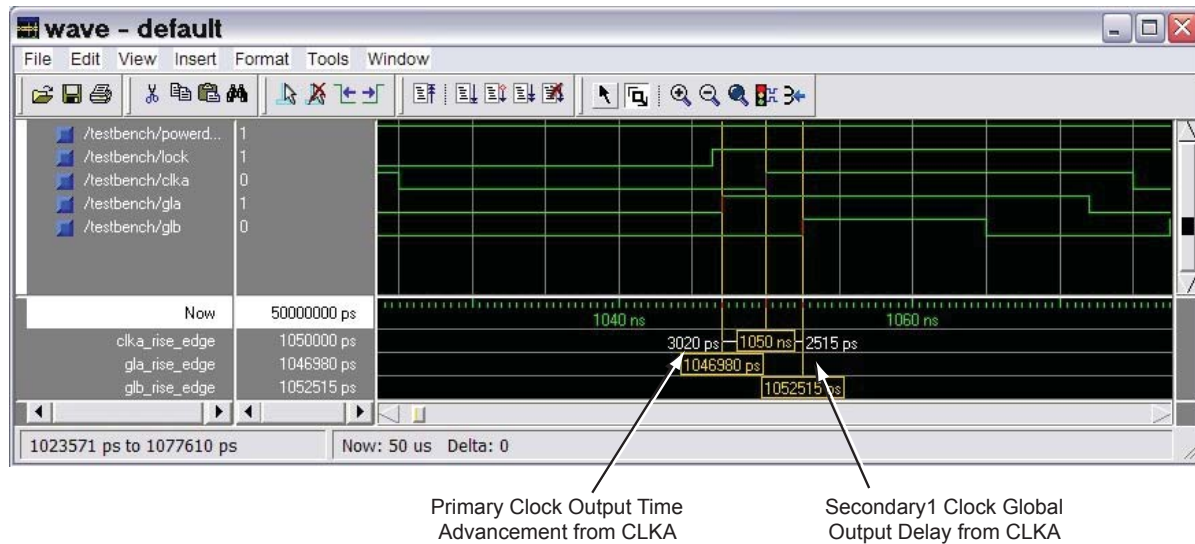 wave - default
File Edit View Insert Format Tools Window
/testbench/powerd... 1
/testbench/lock 1
/testbench/clka 0
/testbench/gla 1
/testbench/glb 0
Now 50000000 ps 1040 ns 1060 ns
clka_rise_edge 1050000 ps 3020 ps 1050 ns 2515 ps
gla_rise_edge 1046980 ps 1046980 ps
glb_rise_edge 1052515 ps 1052515 ps
1023571 ps to 1077610 ps Now: 50 us Delta: 0
Primary Clock Output Time
Advancement from CLKA
Secondary1 Clock Global
Output Delay from CLKA